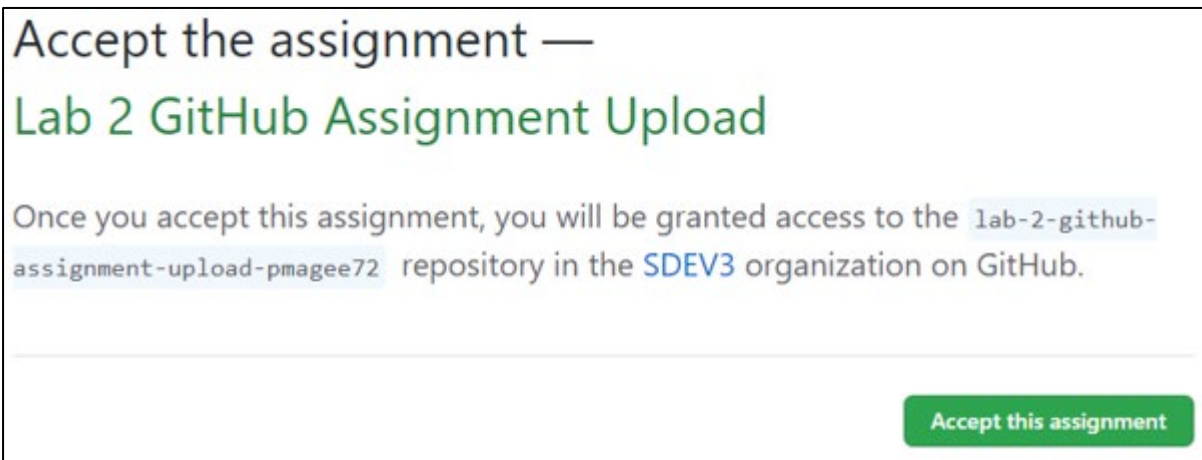 Accept the assignment —
Lab 2 GitHub Assignment Upload
Once you accept this assignment, you will be granted access to the lab-2-github-
assignment-upload-pmagee72 repository in the SDEV3 organization on GitHub.
Accept this assignment